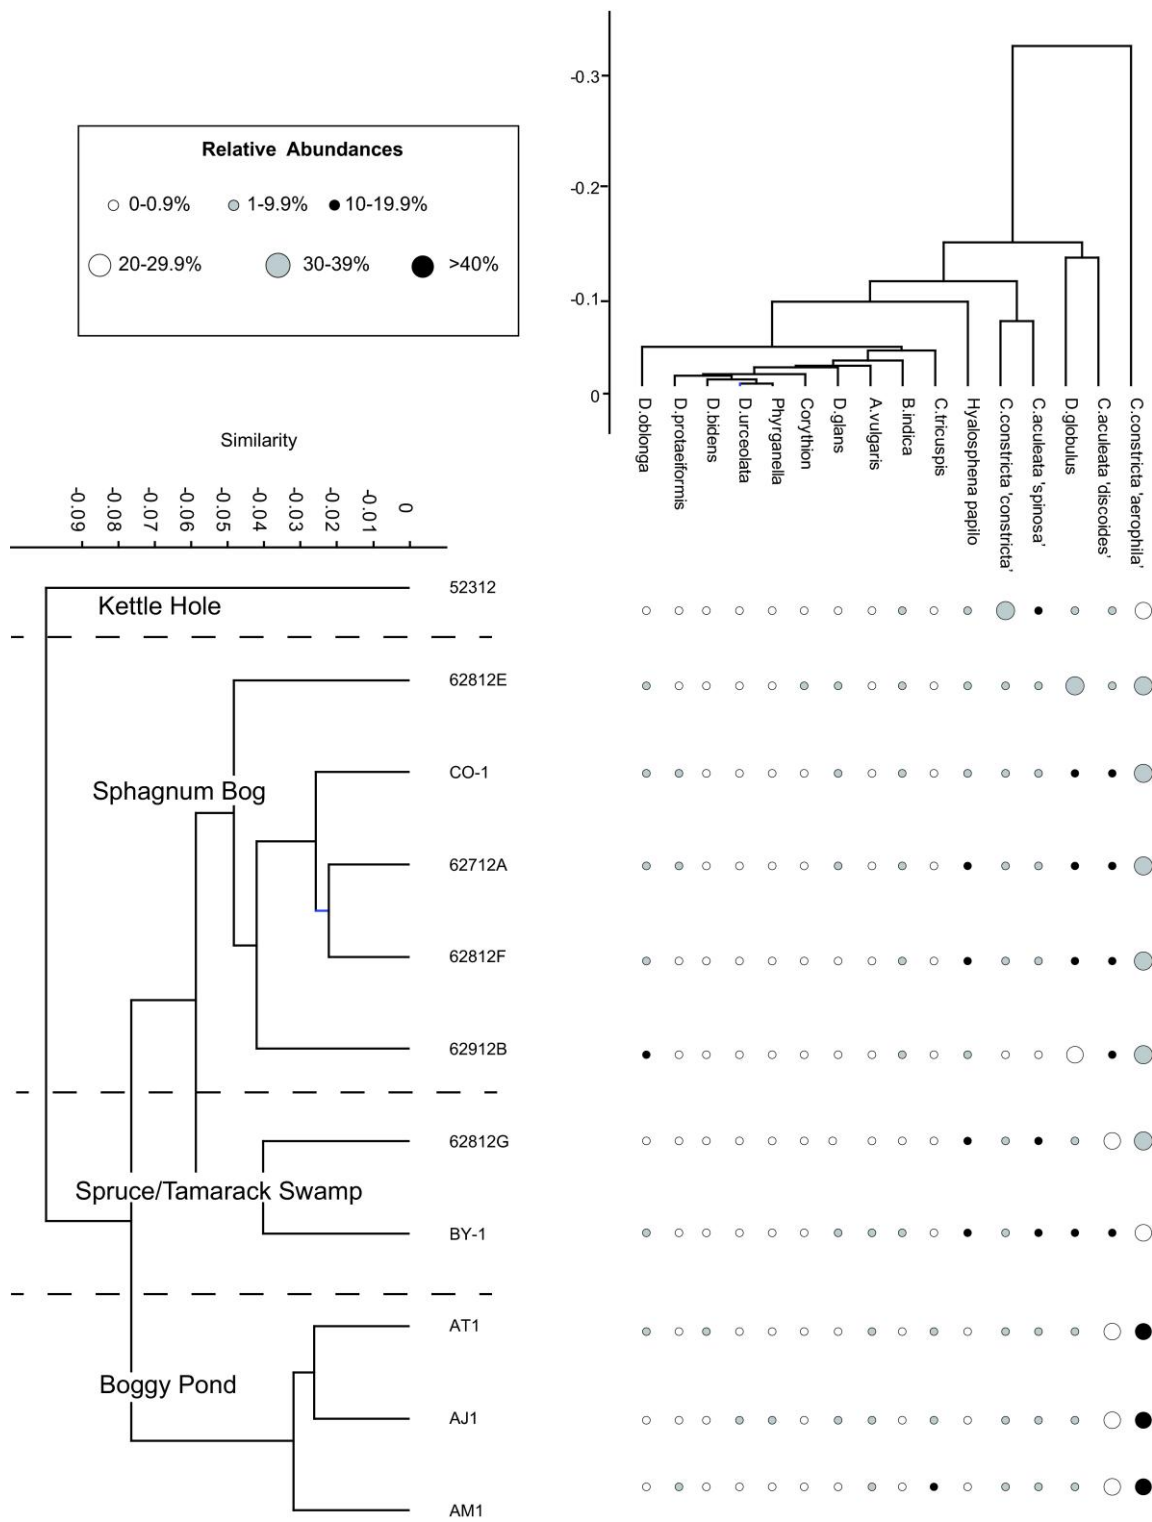 Relative Abundances
0-0.9% 1-9.9% 10-19.9%
20-29.9% 30-39% >40%
-0.3
-0.2
-0.1
0
D.oblonga
D.protaeiformis
D.bidens
D.urceolata
Phyrganella
Corythion
D.glans
A.vulgaris
B.indica
C.tricuspis
Hyalosphena papilo
C.constricta 'constricta'
C.aculeata 'spinosa'
D.globulus
C.aculeata 'discoides'
C.constricta 'aerophila'
Similarity
-0.09
-0.08
-0.07
-0.06
-0.05
-0.04
-0.03
-0.02
-0.01
0
52312
Kettle Hole
62812E
CO-1
Sphagnum Bog
62712A
62812F
62912B
62812G
Spruce/Tamarack Swamp
BY-1
AT1
Boggy Pond
AJ1
AM1